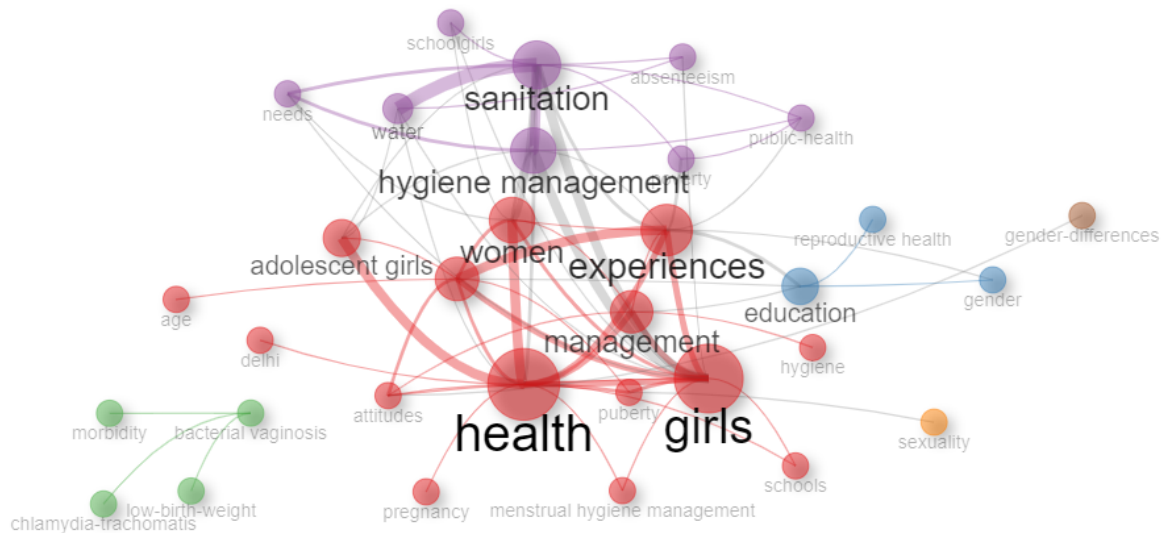 schoolgirls
absenteeism
sanitation
needs
water
public-health
hygiene management
reproductive health
gender-differences
women
adolescent girls
experiences
gender
age
education
delhi
management
hygiene
attitudes
puberty
morbidity
bacterial vaginosis
health
girls
sexuality
schools
low-birth-weight
pregnancy
menstrual hygiene management
chlamydia-trachomatis